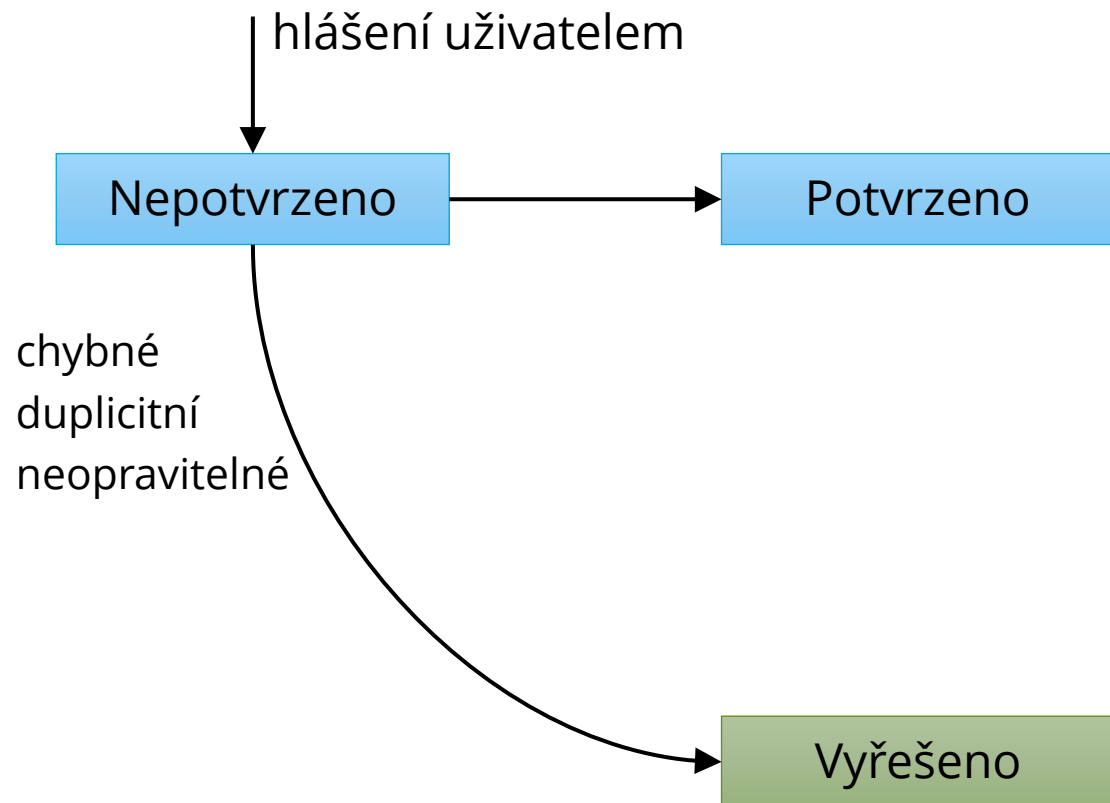 hlášení uživatelem
Nepotvrzeno
Potvrzeno
chybné
duplicitní
neopravitelné
Vyřešeno